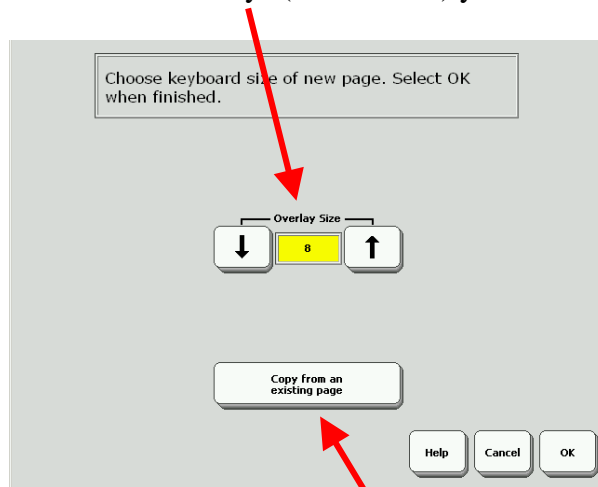 Choose keyboard size of new page. Select OK
when finished.
Overlay Size
8
Copy from an
existing page
Help Cancel OK